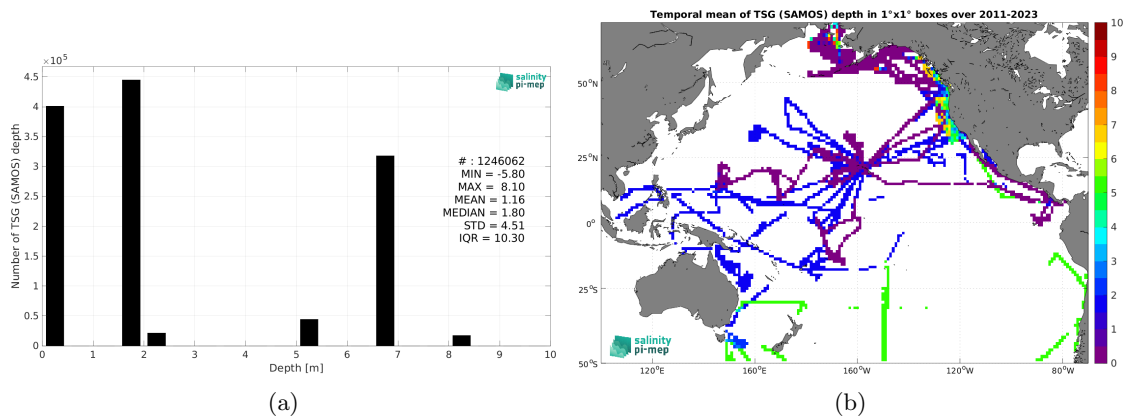 ×10⁵
4.5
4
3.5
3
2.5
2
1.5
1
0.5
0
0 1 2 3 4 5 6 7 8 9 10
Number of TSG (SAMOS) depth
Depth [m]
salinity
pi-mep
# : 1246062
MIN = -5.80
MAX = 8.10
MEAN = 1.16
MEDIAN = 1.80
STD = 4.51
IQR = 10.30
(a)
Temporal mean of TSG (SAMOS) depth in 1°x1° boxes over 2011-2023
50°N
25°N
0°
25°S
50°S
120°E 160°E 160°W 120°W 80°W
salinity
pi-mep
10
9
8
7
6
5
4
3
2
1
0
(b)